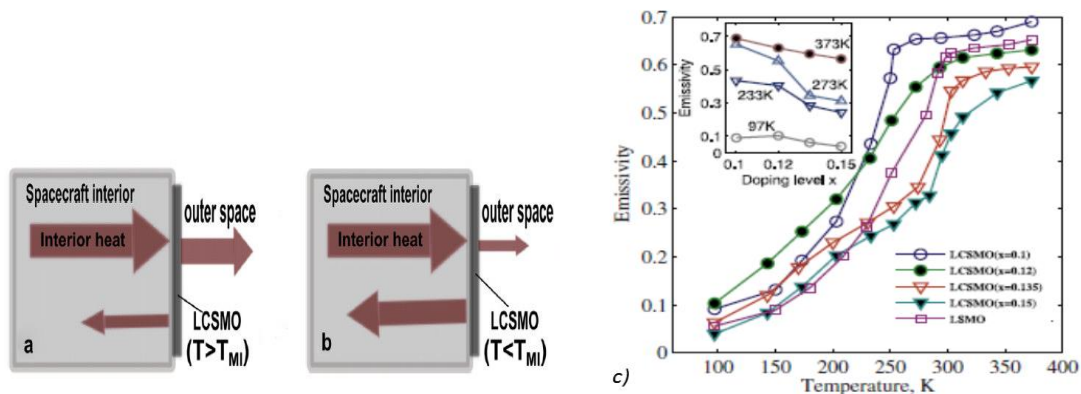 Spacecraft interior
outer space
Interior heat
LCSMO
(T>TMI)
a
Spacecraft interior
outer space
Interior heat
LCSMO
(T<TMI)
b
c)
Emissivity
0.7
0.6
0.5
0.4
0.3
0.2
0.1
0
100
150
200
250
300
350
400
Temperature, K
Emissivity
0.7
0.5
0.3
0.1
0
0.1
0.12
0.15
Doping level x
373K
273K
233K
97K
LCSMO(x=0.1)
LCSMO(x=0.12)
LCSMO(x=0.135)
LCSMO(x=0.15)
LSMO